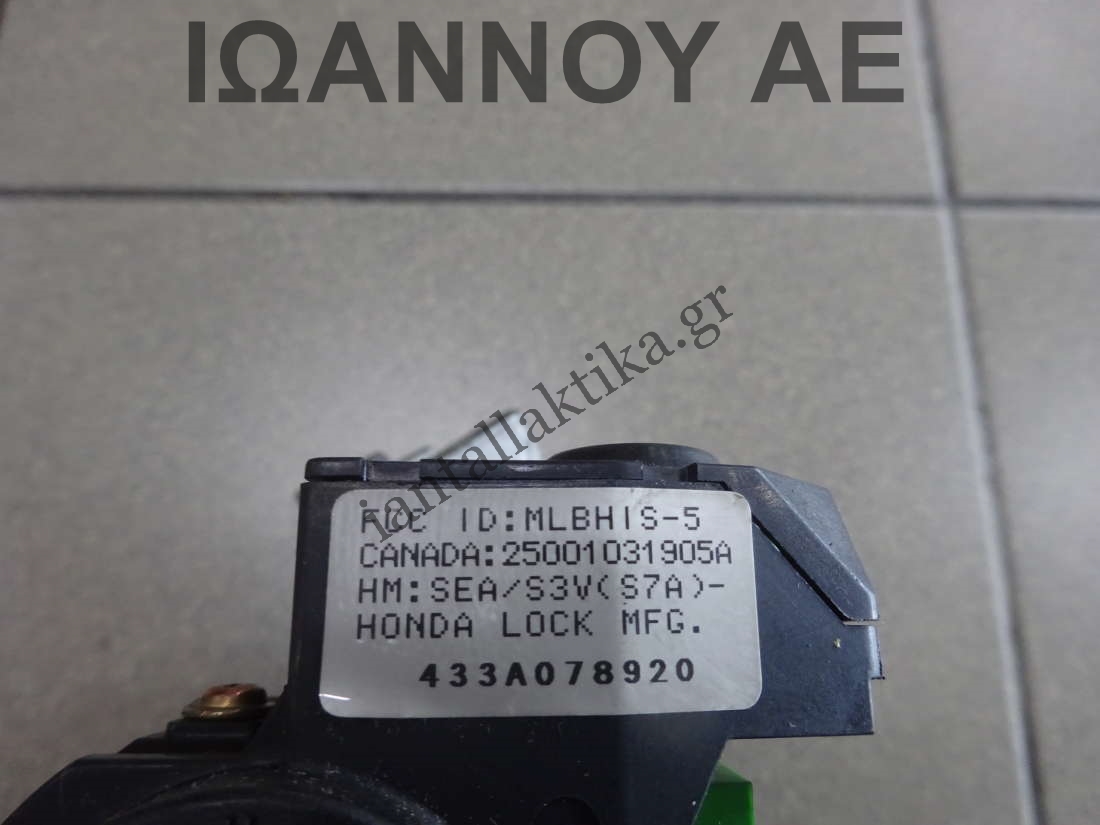 ΙΩΑΝΝΟΥ ΑΕ
iantallaktika.gr
FCC ID:MLBHIS-5
CANADA:25001031905A
HM:SEA/S3V(S7A)-
HONDA LOCK MFG.
433A078920